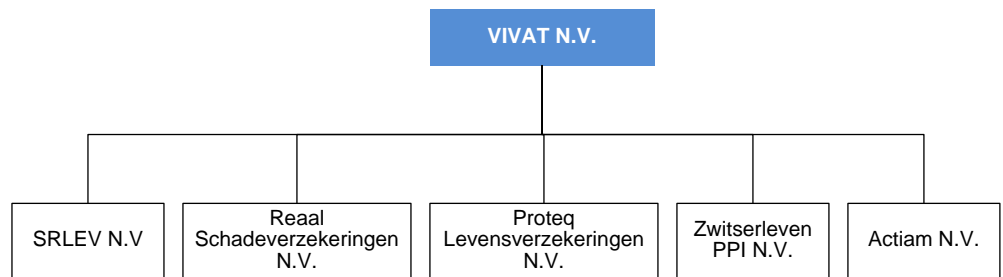 VIVAT N.V.
SRLEV N.V
Reaal
Schadeverzekeringen
N.V.
Proteq
Levensverzekeringen
N.V.
Zwitserleven
PPI N.V.
Actiam N.V.